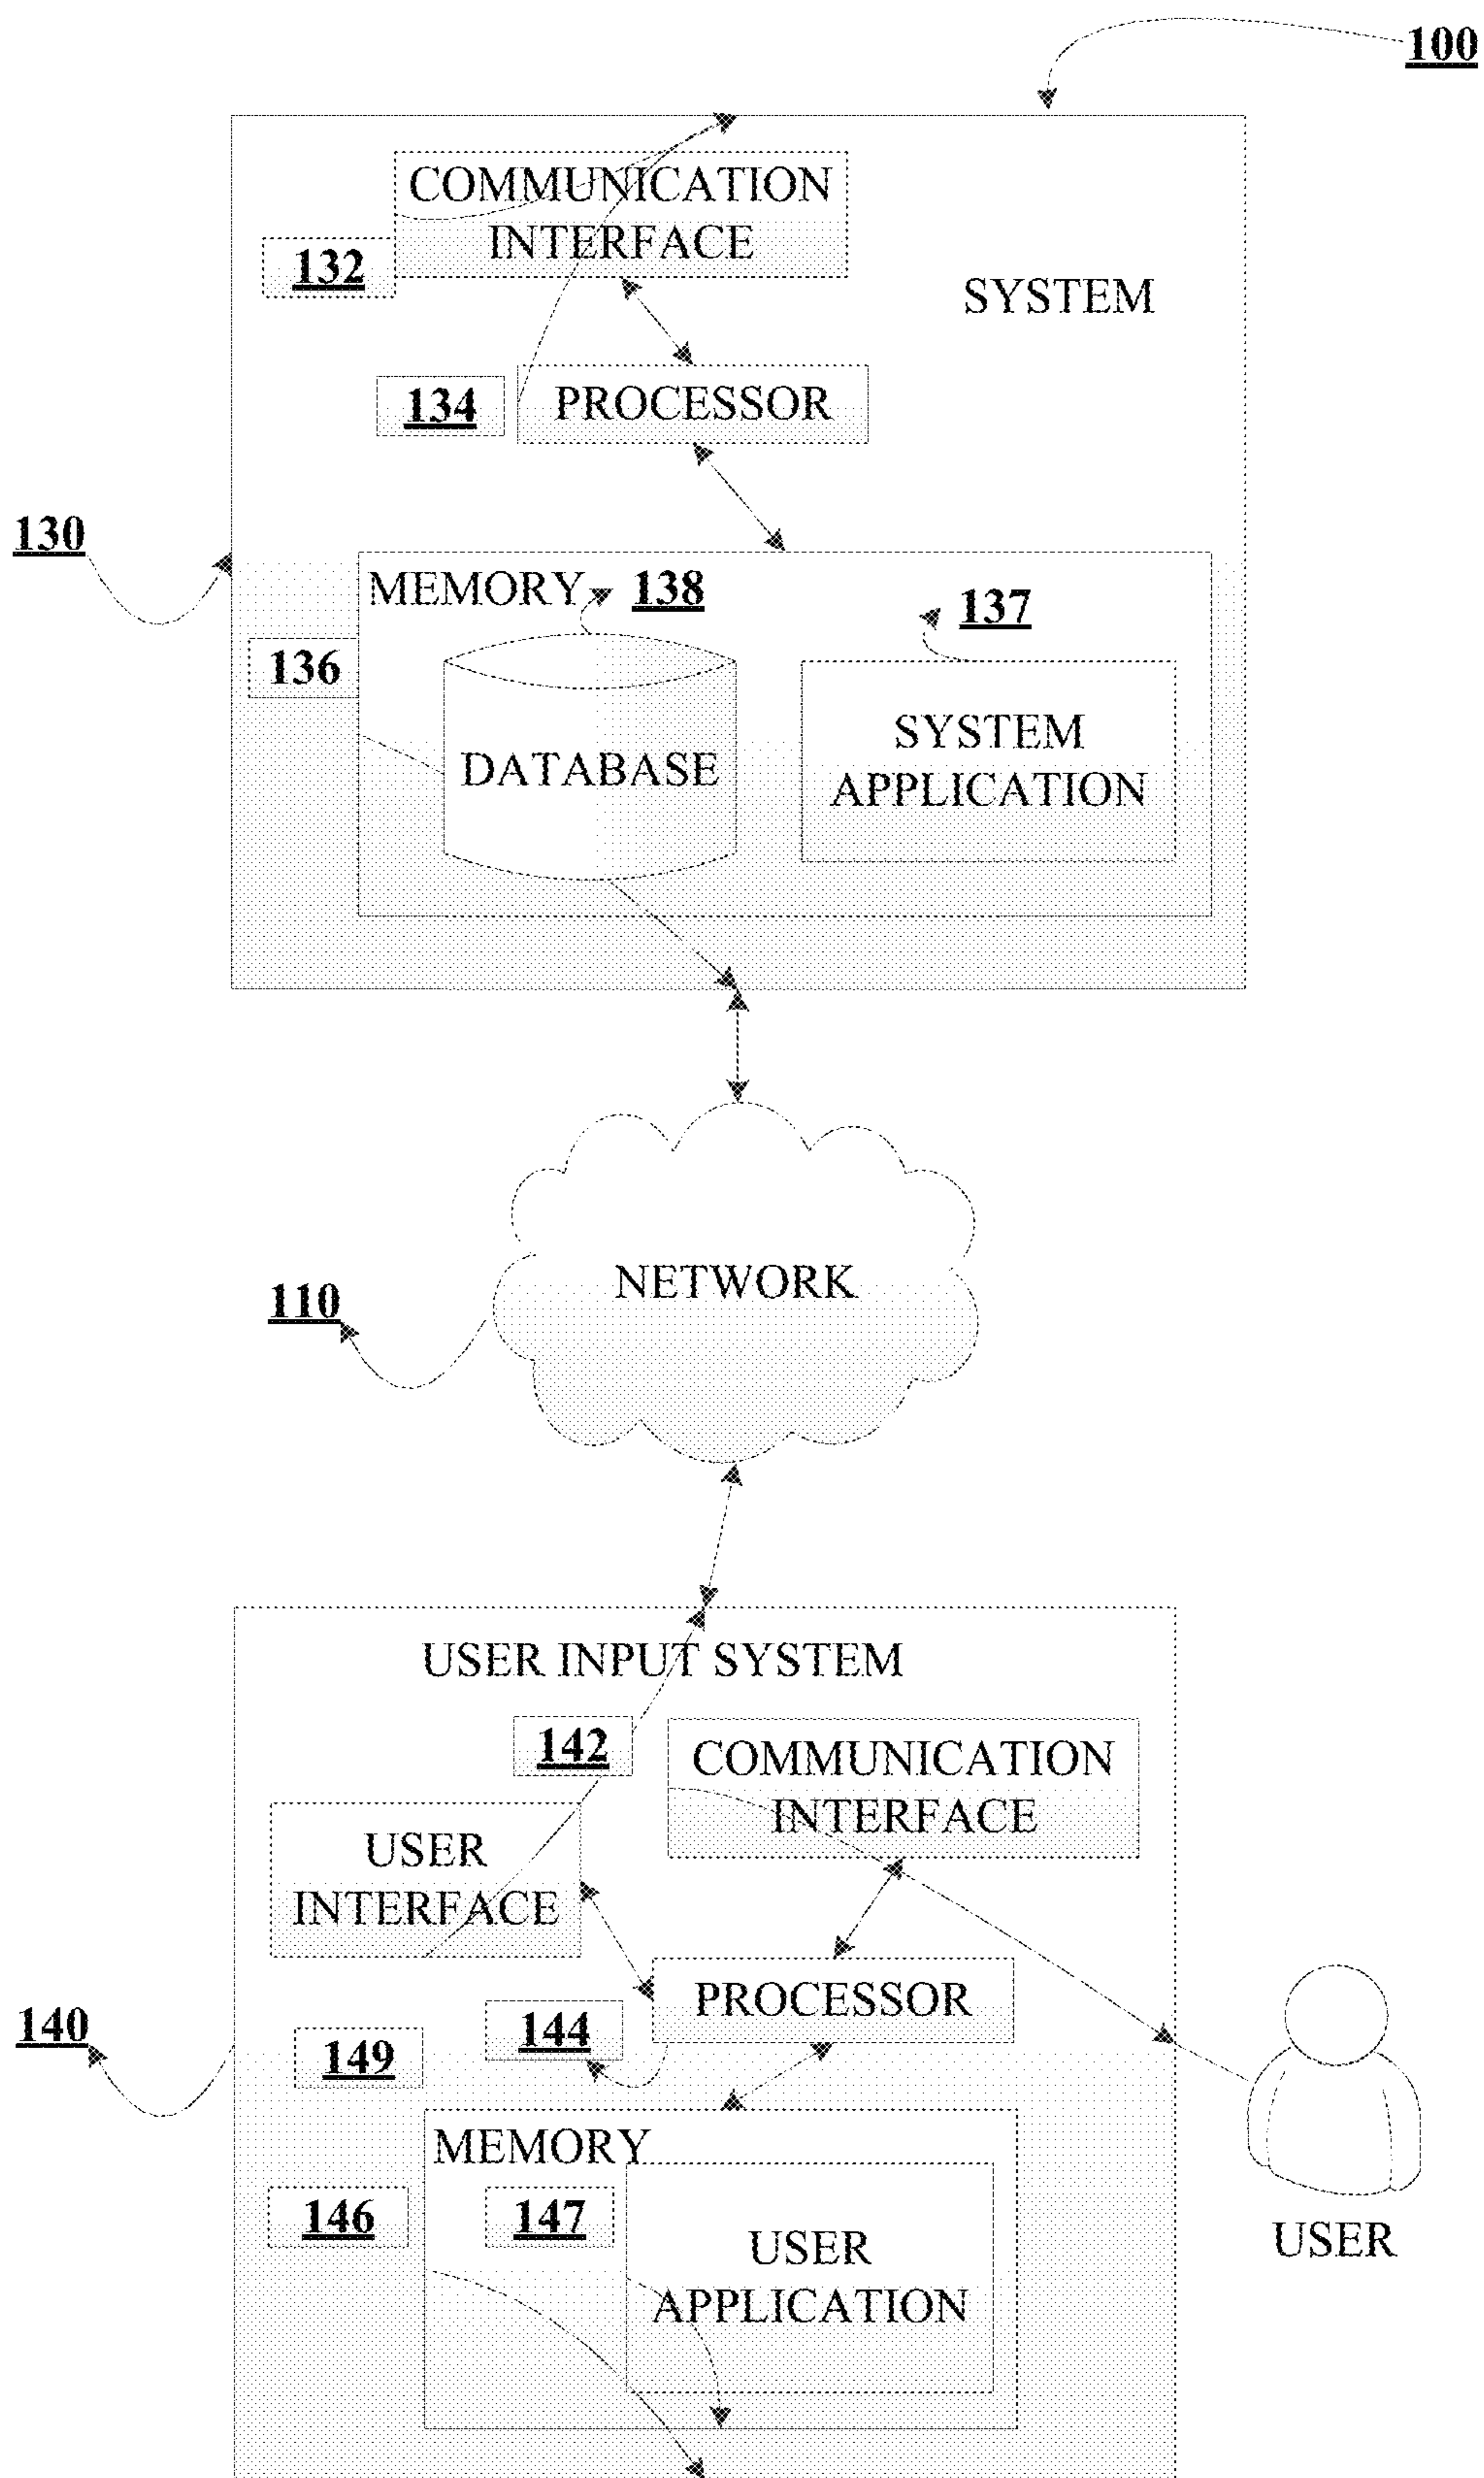 100
COMMUNICATION
INTERFACE
132
SYSTEM
134
PROCESSOR
130
MEMORY
138
137
136
SYSTEM
APPLICATION
DATABASE
NETWORK
110
USER INPUT SYSTEM
142
COMMUNICATION
INTERFACE
USER
INTERFACE
PROCESSOR
144
140
149
MEMORY
146
147
USER
APPLICATION
USER